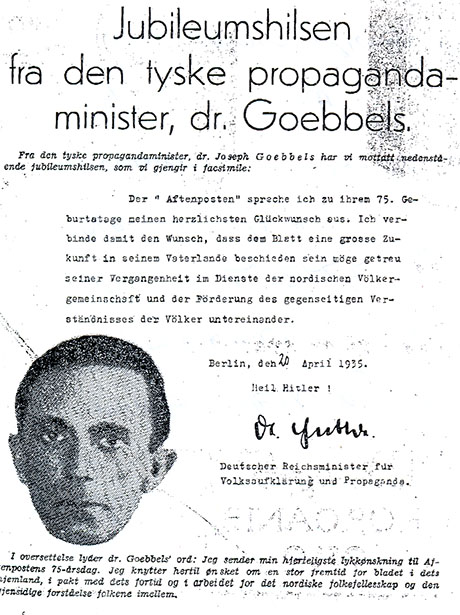 Jubileumshilsen
fra den tyske propaganda-
minister, dr. Goebbels.
Fra den tyske propagandaminister, dr. Joseph Goebbels har vi mottatt nedenstå-
ende jubileumshilsen, som vi gjengir i facsimile:
Der " Aftenposten" spreche ich zu ihrem 75. Ge-
burtstage meinen herzlichsten Glückwunsch aus. Ich ver-
binde damit den Wunsch, dass dem Blatt eine grosse Zu-
kunft in seinem Vaterlande beschieden sein möge getreu
seiner Vergangenheit im Dienste der nordischen Völker-
gemeinschaft und der Förderung des gegenseitigen Ver-
ständnisses der Völker untereinander.
Berlin, den 20 April 1935.
Heil Hitler !
Dr.
Deutscher Reichsminister für
Volksaufklärung und Propaganda.
I oversettelse lyder dr. Goebbels' ord: Jeg sender min hjerteligste lykkønskning til Af-
enpostens 75-årsdag. Jeg knytter hertil ønsket om en stor fremtid for bladet i dets
hjemland, i pakt med dets fortid og i arbeidet for det nordiske folkefellesskap og den
gjensidige forståelse folkene imellem.